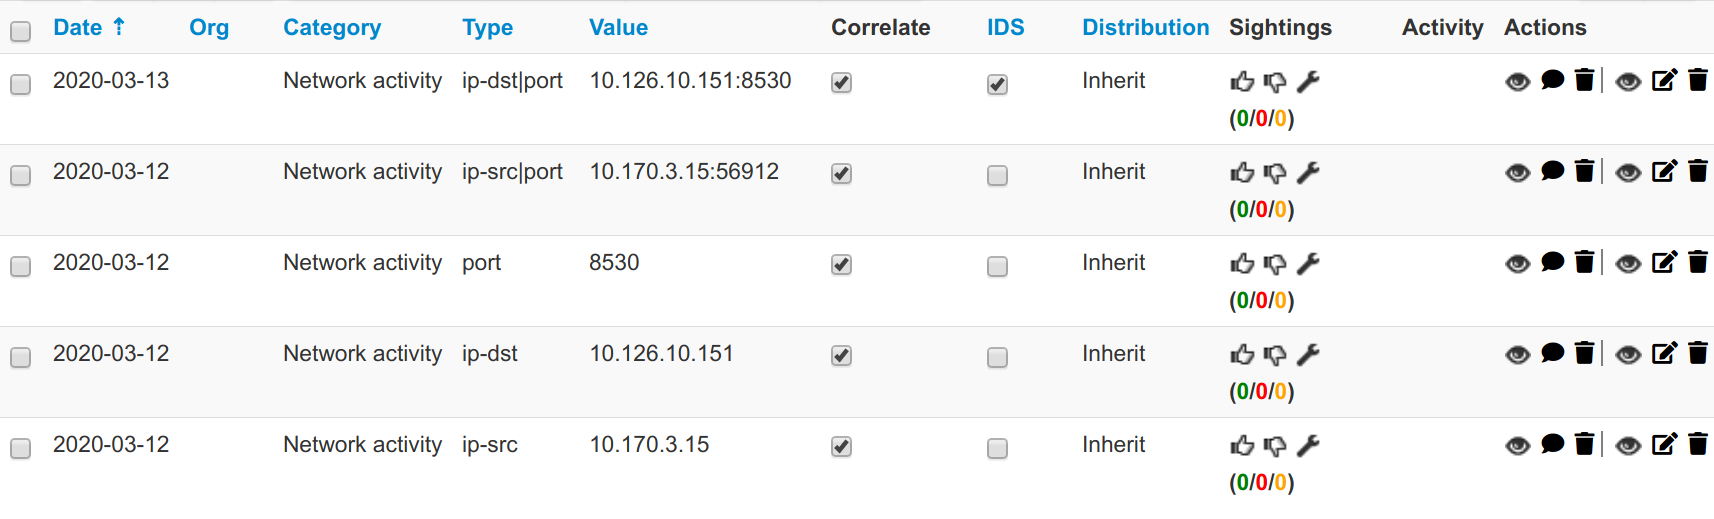 Date ↑ Org Category Type Value Correlate IDS Distribution Sightings Activity Actions
2020-03-13 Network activity ip-dst|port 10.126.10.151:8530 Inherit
(0/0/0)
2020-03-12 Network activity ip-src|port 10.170.3.15:56912 Inherit
(0/0/0)
2020-03-12 Network activity port 8530 Inherit
(0/0/0)
2020-03-12 Network activity ip-dst 10.126.10.151 Inherit
(0/0/0)
2020-03-12 Network activity ip-src 10.170.3.15 Inherit
(0/0/0)